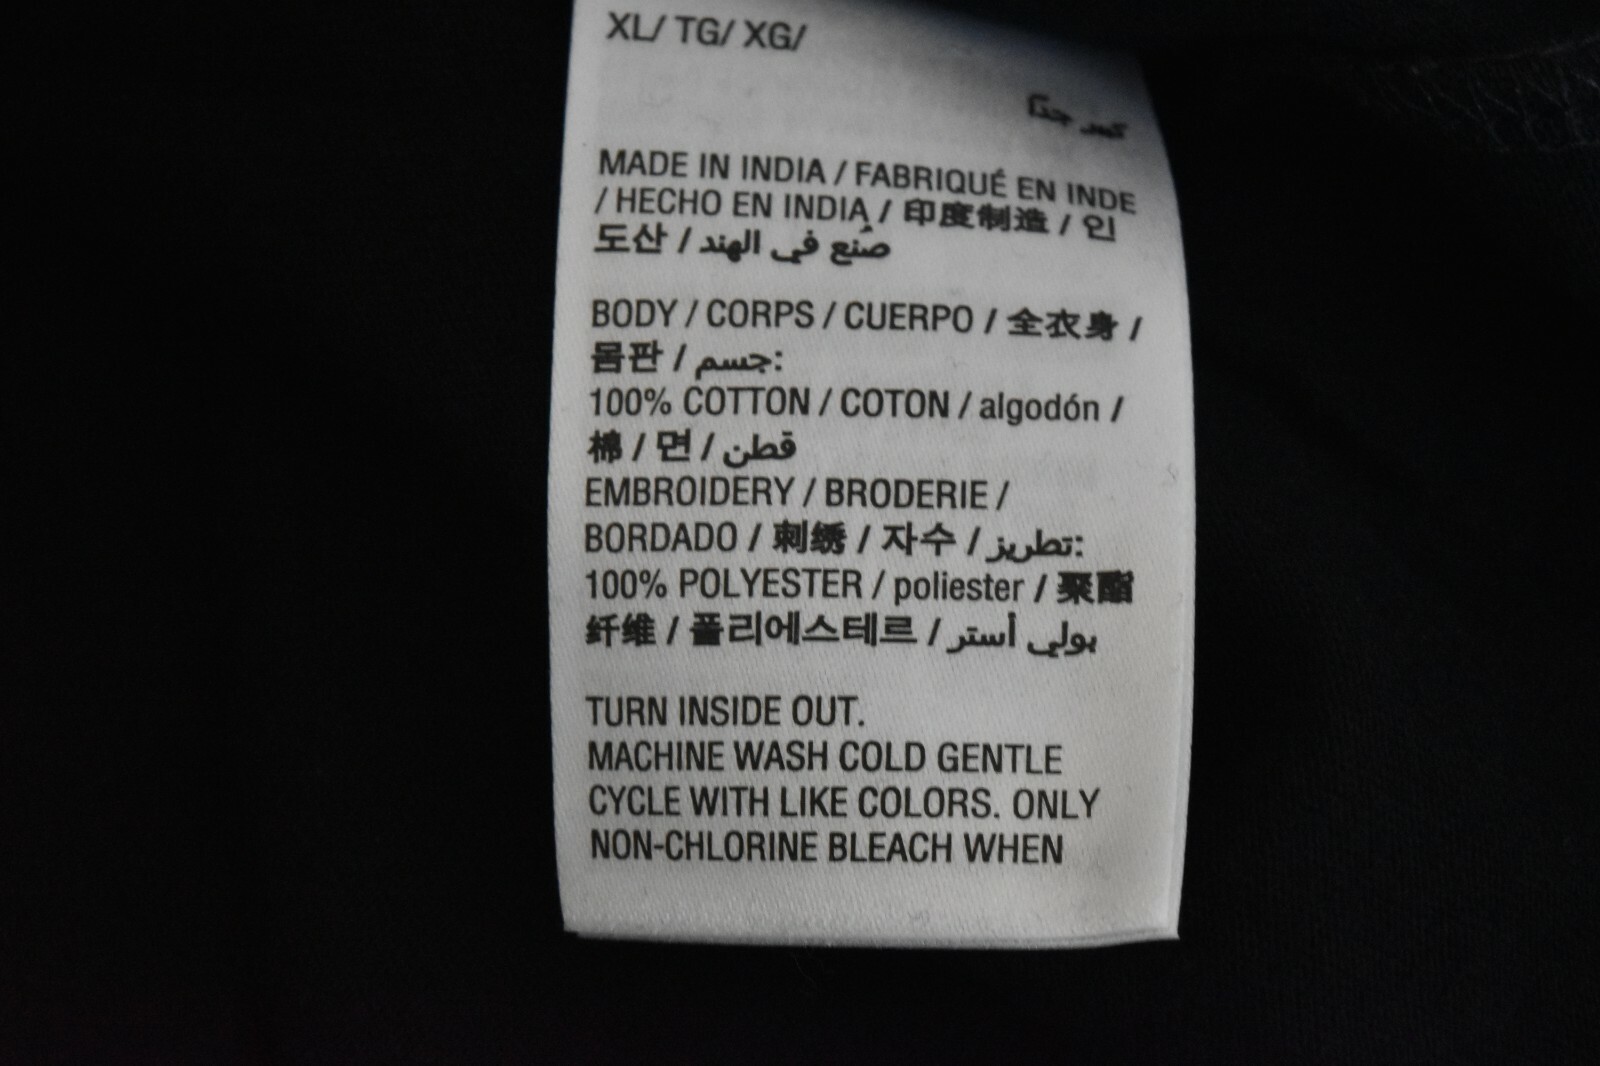 XL/ TG/ XG/
كبير جدًا
MADE IN INDIA / FABRIQUÉ EN INDE
/ HECHO EN INDIA / 印度制造 / 인
도산 / صُنع في الهند
BODY / CORPS / CUERPO / 全衣身 /
몸판 / جسم:
100% COTTON / COTON / algodón /
棉 / 면 / قطن
EMBROIDERY / BRODERIE /
BORDADO / 刺绣 / 자수 / تطريز:
100% POLYESTER / poliester / 聚酯
纤维 / 폴리에스테르 / بولي أستر
TURN INSIDE OUT.
MACHINE WASH COLD GENTLE
CYCLE WITH LIKE COLORS. ONLY
NON-CHLORINE BLEACH WHEN